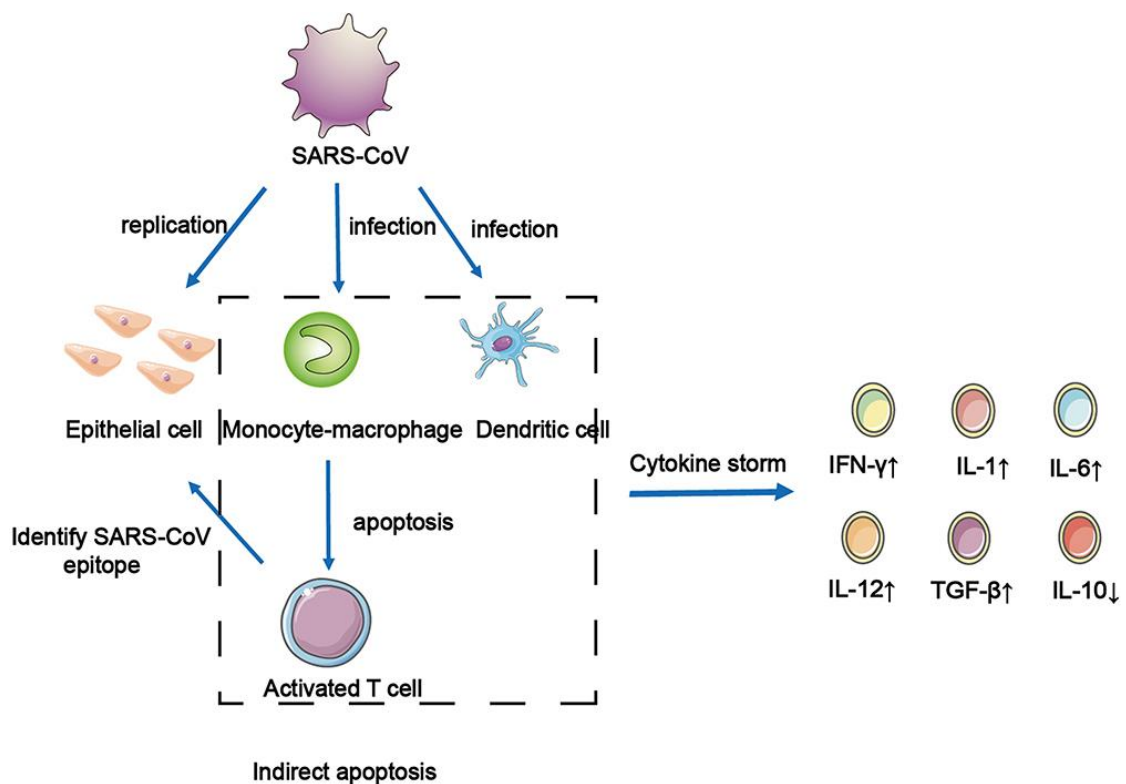 SARS-CoV
replication
infection
infection
Epithelial cell
Monocyte-macrophage
Dendritic cell
Cytokine storm
IFN-γ↑
IL-1↑
IL-6↑
apoptosis
Identify SARS-CoV
epitope
IL-12↑
TGF-β↑
IL-10↓
Activated T cell
Indirect apoptosis